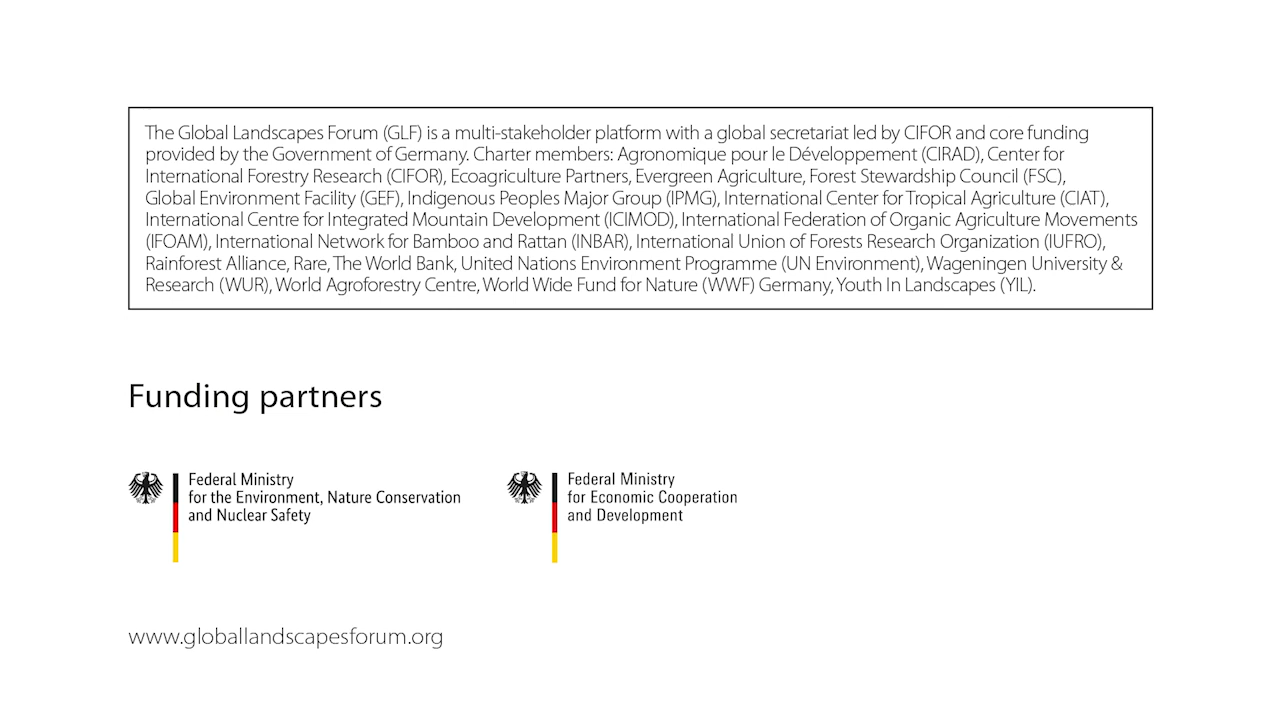 The Global Landscapes Forum (GLF) is a multi-stakeholder platform with a global secretariat led by CIFOR and core funding
provided by the Government of Germany. Charter members: Agronomique pour le Développement (CIRAD), Center for
International Forestry Research (CIFOR), Ecoagriculture Partners, Evergreen Agriculture, Forest Stewardship Council (FSC),
Global Environment Facility (GEF), Indigenous Peoples Major Group (IPMG), International Center for Tropical Agriculture (CIAT),
International Centre for Integrated Mountain Development (ICIMOD), International Federation of Organic Agriculture Movements
(IFOAM), International Network for Bamboo and Rattan (INBAR), International Union of Forests Research Organization (IUFRO),
Rainforest Alliance, Rare, The World Bank, United Nations Environment Programme (UN Environment), Wageningen University &
Research (WUR), World Agroforestry Centre, World Wide Fund for Nature (WWF) Germany, Youth In Landscapes (YIL).
Funding partners
Federal Ministry
for the Environment, Nature Conservation
and Nuclear Safety
Federal Ministry
for Economic Cooperation
and Development
www.globallandscapesforum.org